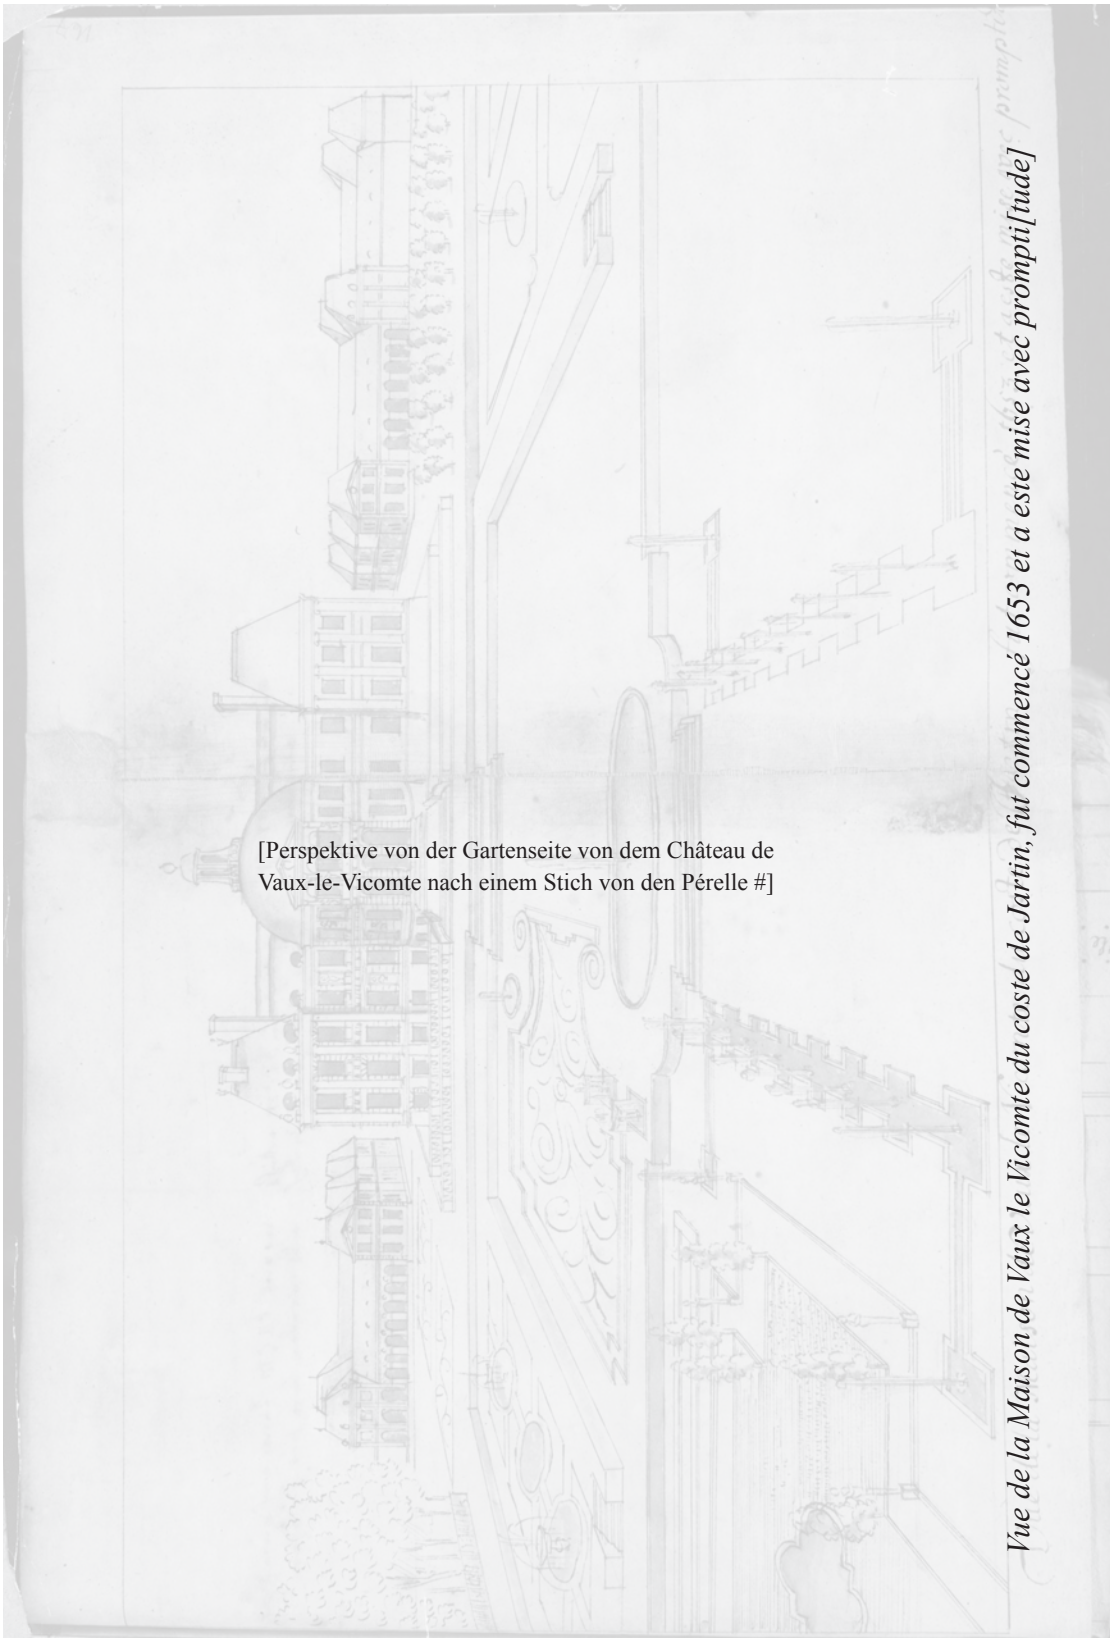 [Perspektive von der Gartenseite von dem Château de
Vaux-le-Vicomte nach einem Stich von den Pérelle #]
Vue de la Maison de Vaux le Vicomte du coste de Jartin, fut commencé 1653 et a este mise avec prompti[tude]